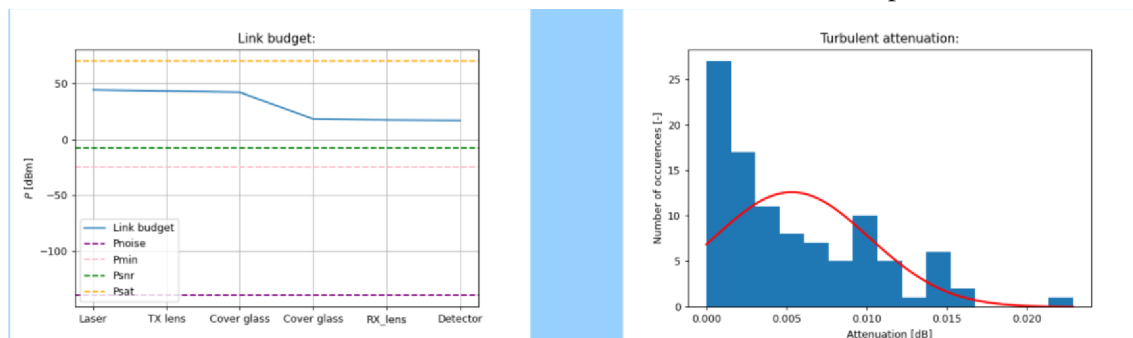 Link budget:
50
0
−50
−100
P [dBm]
Link budget
Pnoise
Pmin
Psnr
Psat
Laser TX lens Cover glass Cover glass RX_lens Detector
Turbulent attenuation:
25
20
15
10
5
0
Number of occurences [-]
0.000 0.005 0.010 0.015 0.020
Attenuation [dB]